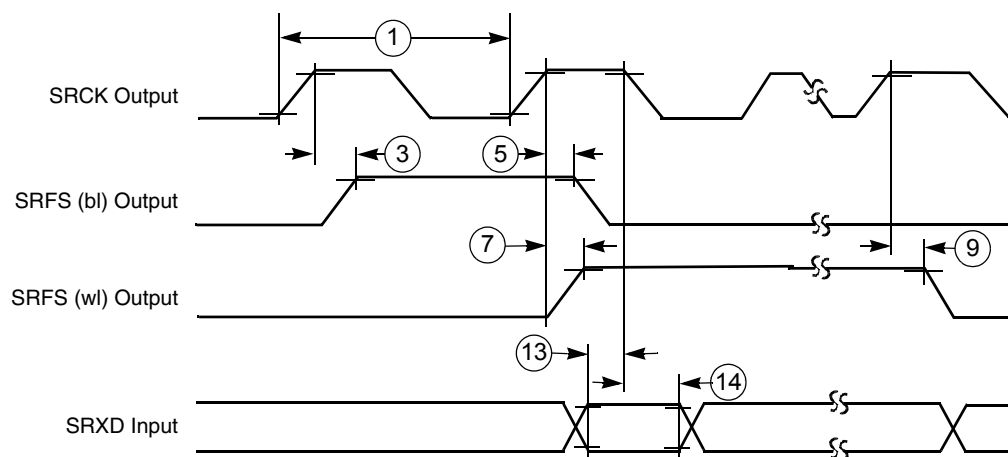 1
SRCK Output
3
5
SRFS (bl) Output
7
9
SRFS (wl) Output
13
14
SRXD Input